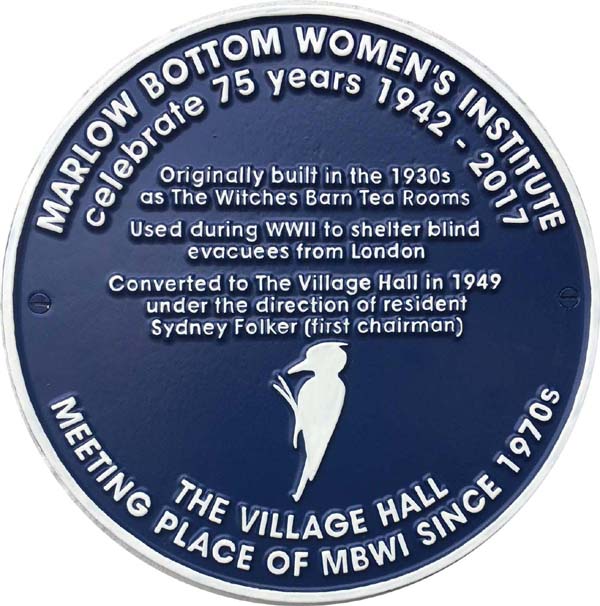 MARLOW BOTTOM WOMEN'S INSTITUTE
celebrate 75 years 1942 - 2017
Originally built in the 1930s
as The Witches Barn Tea Rooms
Used during WWII to shelter blind
evacuees from London
Converted to The Village Hall in 1949
under the direction of resident
Sydney Folker (first chairman)
THE VILLAGE HALL
MEETING PLACE OF MBWI SINCE 1970s